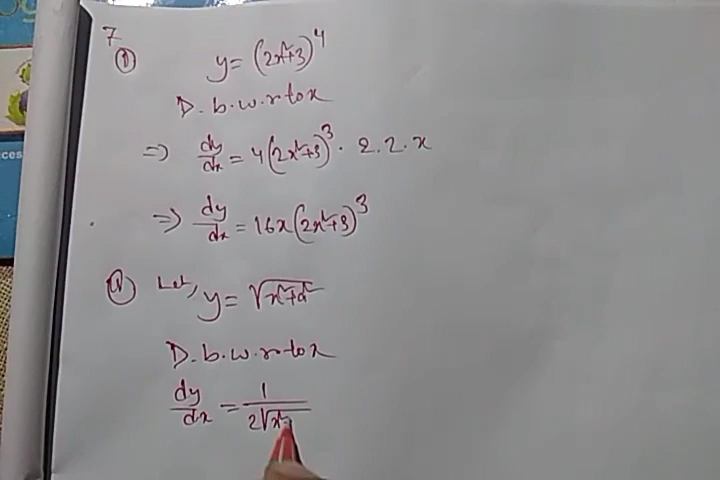 7
(i) y = (2x²+3)⁴
D.b.w.r.to x
⇒ dy/dx = 4(2x²+3)³ . 2.2.x
⇒ dy/dx = 16x(2x²+3)³
(ii) Let, y = √x²+a²
D.b.w.r.to x
dy/dx = 1/2√x²